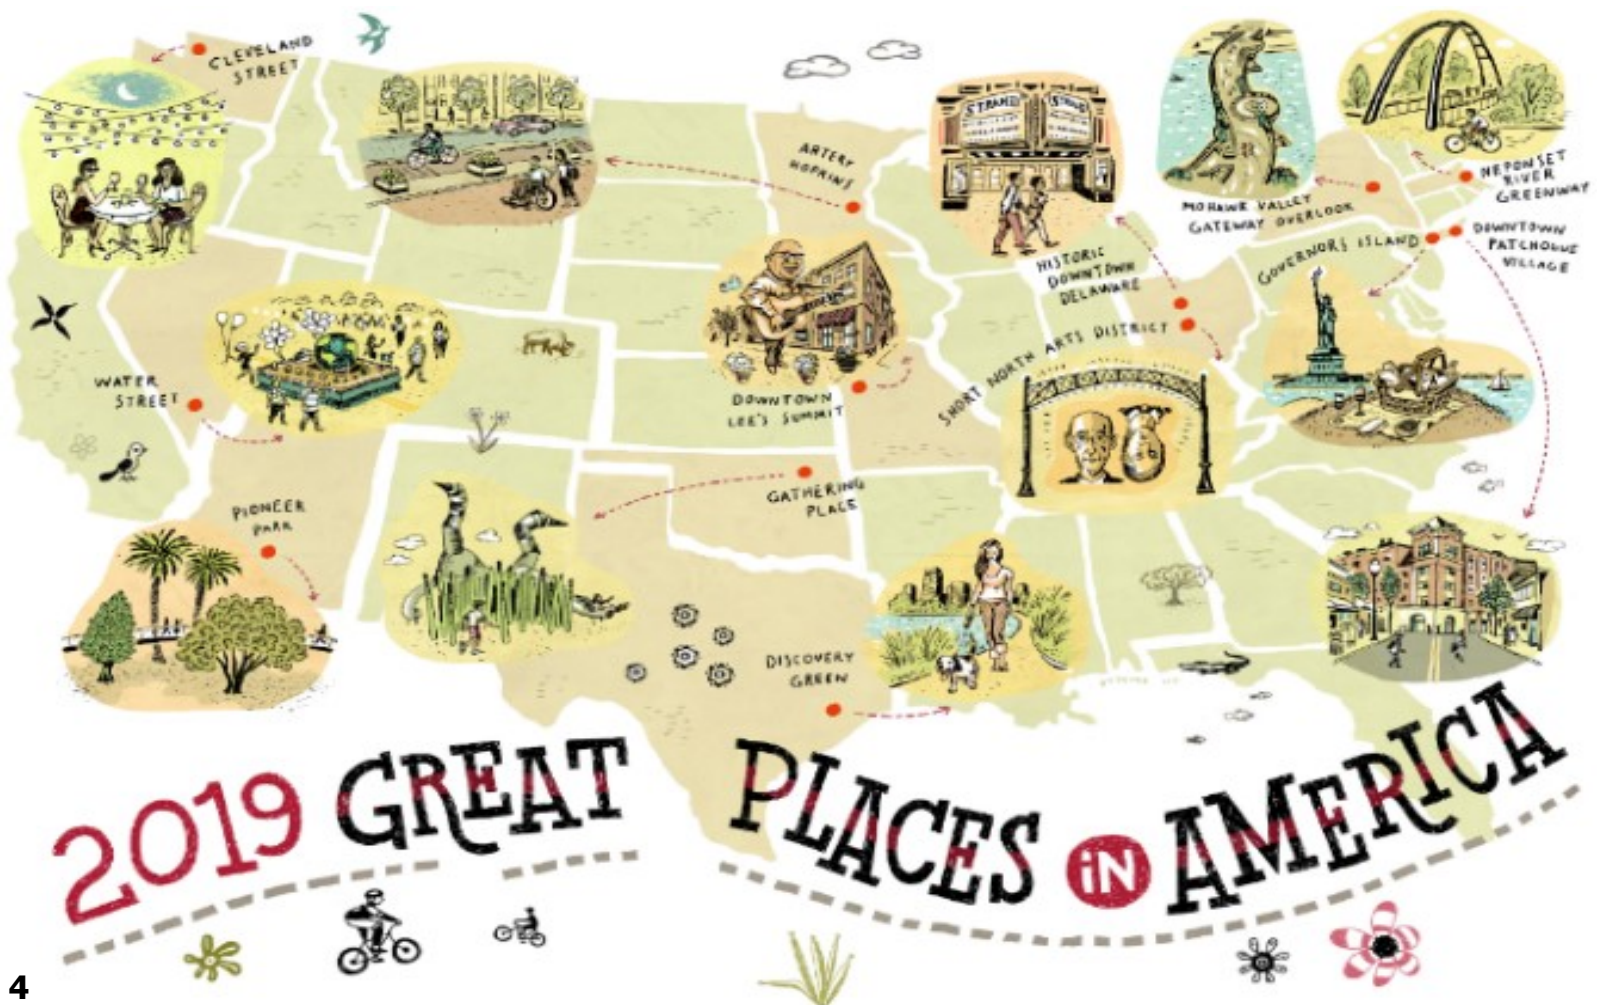 CLEVELAND
STREET
ARTERY
HOPKINS
STRAND
MOHAWK VALLEY
GATEWAY OVERLOOK
NEPONSET
RIVER
GREENWAY
DOWNTOWN
PATCHOGUE
VILLAGE
GOVERNORS ISLAND
HISTORIC
DOWNTOWN
DELAWARE
SHORT NORTH ARTS DISTRICT
WATER
STREET
DOWNTOWN
LEE'S SUMMIT
GATHERING
PLACE
PIONEER
PARK
DISCOVERY
GREEN
2019 GREAT PLACES iN AMERICA
4